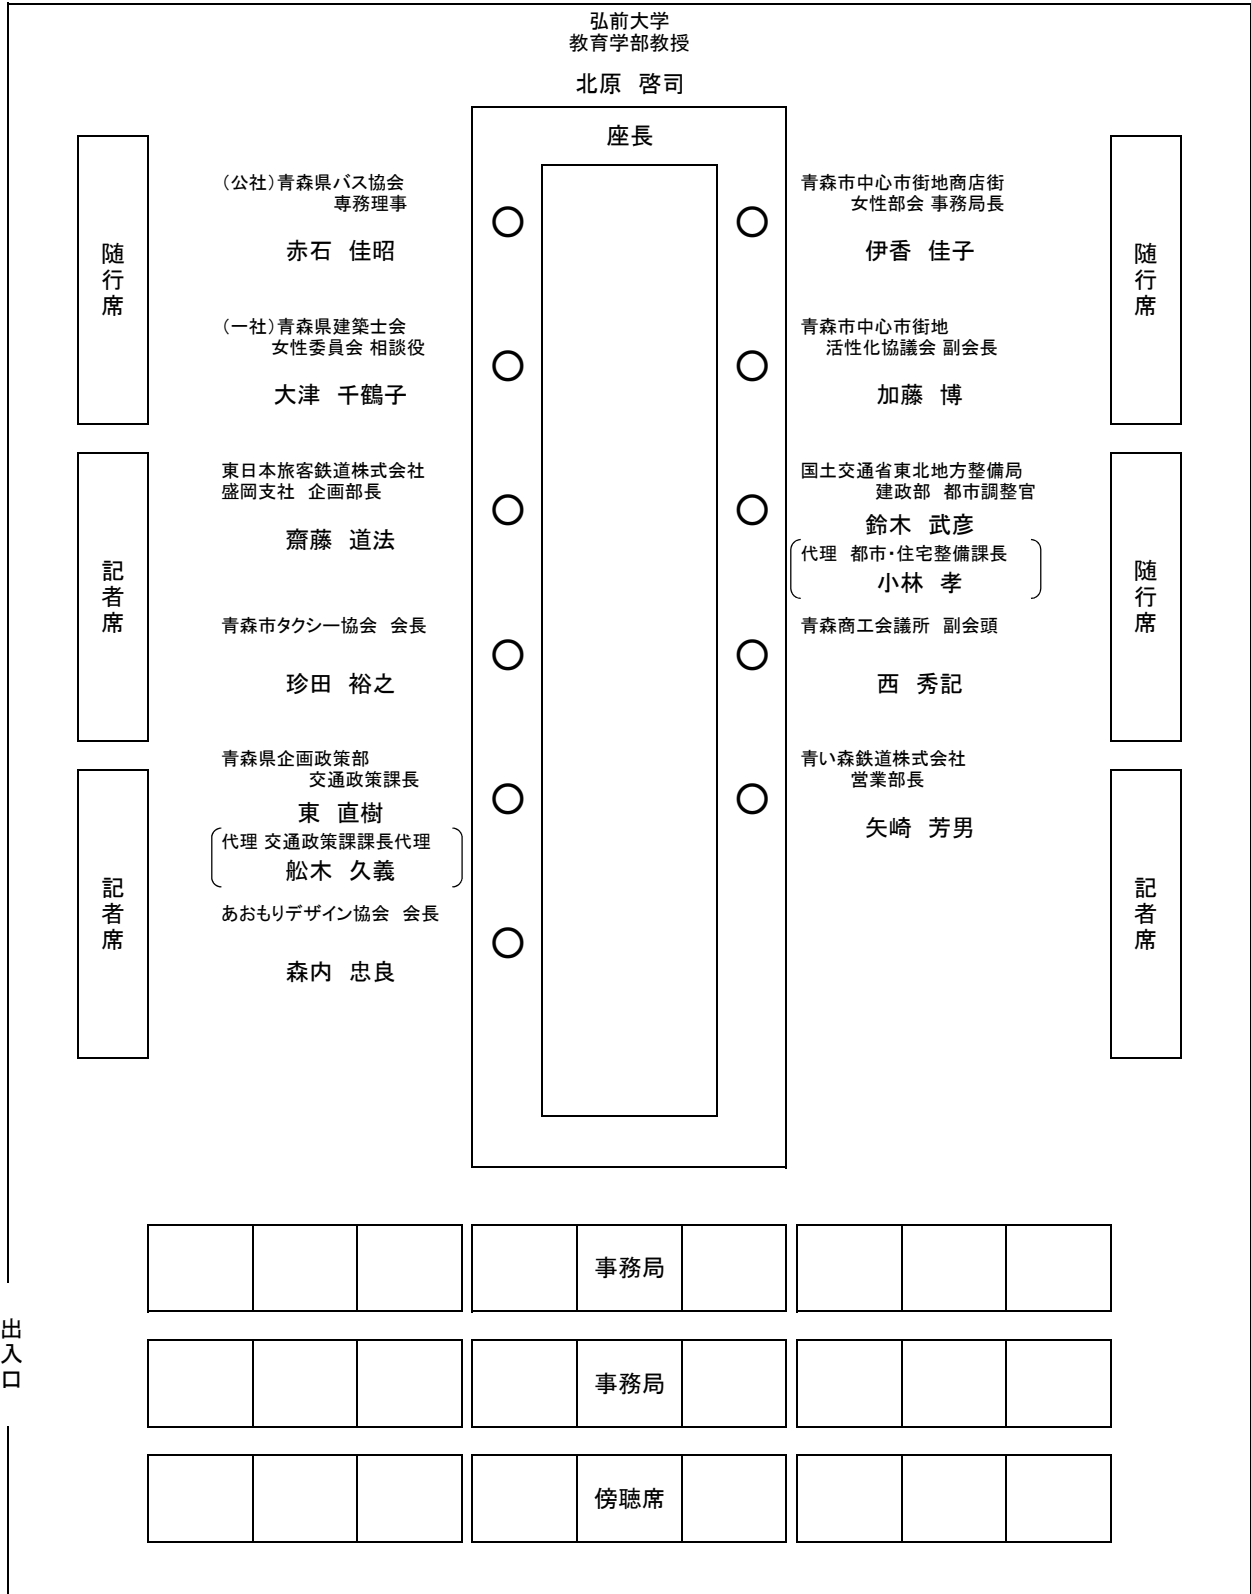 弘前大学
教育学部教授
北原 啓司
座長
随行席
(公社)青森県バス協会
専務理事
赤石 佳昭
(一社)青森県建築士会
女性委員会 相談役
大津 千鶴子
記者席
東日本旅客鉄道株式会社
盛岡支社 企画部長
齋藤 道法
青森市タクシー協会 会長
珍田 裕之
記者席
青森県企画政策部
交通政策課長
東 直樹
代理 交通政策課課長代理
舩木 久義
あおもりデザイン協会 会長
森内 忠良
青森市中心市街地商店街
女性部会 事務局長
伊香 佳子
青森市中心市街地
活性化協議会 副会長
加藤 博
随行席
国土交通省東北地方整備局
建政部 都市調整官
鈴木 武彦
代理 都市・住宅整備課長
小林 孝
青森商工会議所 副会頭
西 秀記
随行席
青い森鉄道株式会社
営業部長
矢崎 芳男
記者席
事務局
出入口
事務局
傍聴席